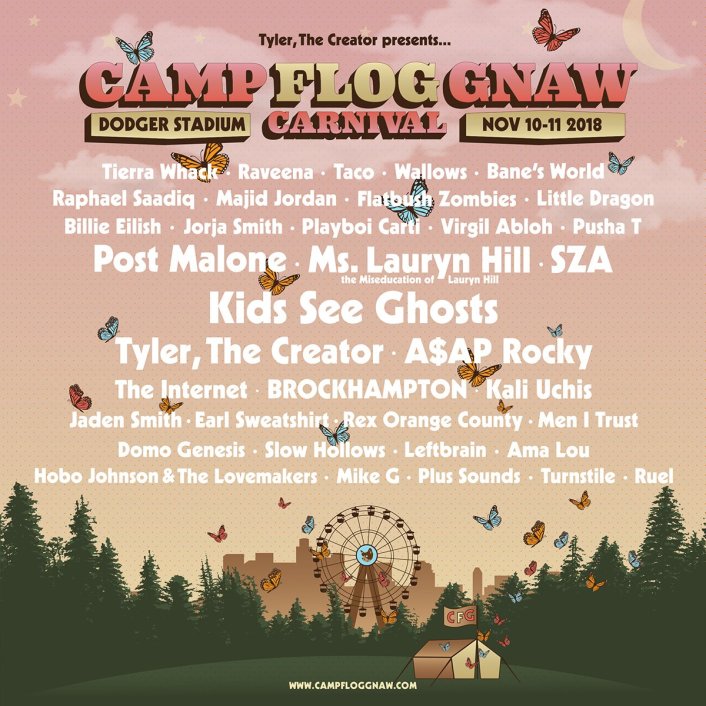 Tyler, The Creator presents...
CAMP FLOG GNAW
DODGER STADIUM CARNIVAL NOV 10-11 2018
Tierra Whack · Raveena · Taco · Wallows · Bane's World
Raphael Saadiq · Majid Jordan · Flatbush Zombies · Little Dragon
Billie Eilish · Jorja Smith · Playboi Carti · Virgil Abloh · Pusha T
Post Malone · Ms. Lauryn Hill · SZA
the Miseducation of Lauryn Hill
Kids See Ghosts
Tyler, The Creator · A$AP Rocky
The Internet · BROCKHAMPTON · Kali Uchis
Jaden Smith · Earl Sweatshirt · Rex Orange County · Men I Trust
Domo Genesis · Slow Hollows · Leftbrain · Ama Lou
Hobo Johnson & The Lovemakers · Mike G · Plus Sounds · Turnstile · Ruel
CFG
WWW.CAMPFLOGGNAW.COM